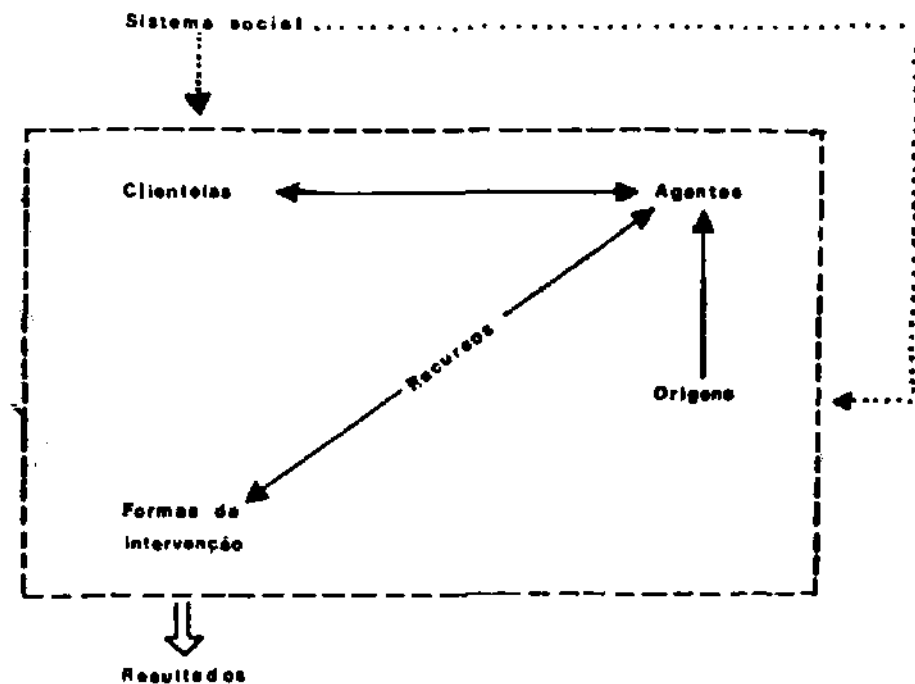 Sistema social
Clientelas
Agentes
Recursos
Origens
Formas de
intervenção
Resultados